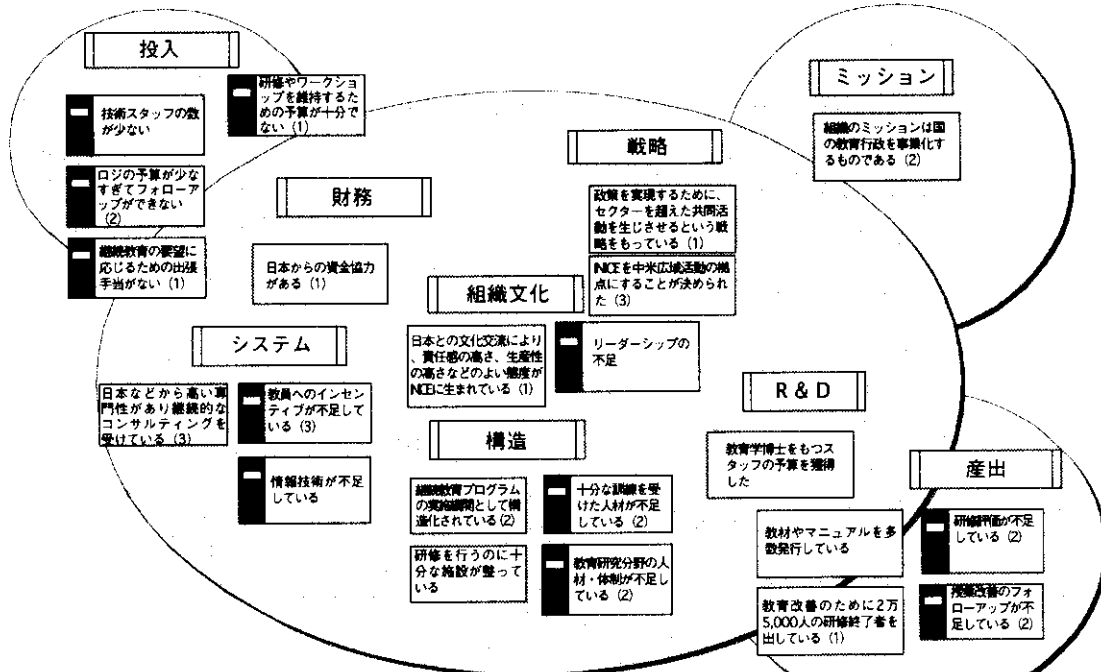 投入
技術スタッフの数
が少ない
研修やワークショ
ップを維持するた
めの予算が十分で
ない（1）
ロジの予算が少な
すぎてフォローア
ップができない
（2）
継続教育の要望に
応じるための出張
手当がない（1）
ミッション
組織のミッションは国
の教育行政を事業化す
るものである（2）
戦略
政策を実現するために、
セクターを超えた共同活
動を生じさせるという戦
略をもっている（1）
INICEを中米広域活動の拠
点にすることが決められ
た（3）
財務
日本からの資金協力
がある（1）
組織文化
日本との文化交流により
、責任感の高さ、生産性
の高さなどのよい態度が
INICEに生まれている（1）
リーダーシップの
不足
システム
日本などから高い専
門性があり継続的な
コンサルティングを
受けている（3）
教員へのインセン
ティブが不足して
いる（3）
情報技術が不足
している
構造
継続教育プログラム
の実施機関として構
造化されている（2）
十分な訓練を受
けた人材が不足
している（2）
研修を行うのに十
分な施設が整って
いる
教育研究分野の人
材・体制が不足し
ている（2）
R＆D
教育学博士をもつス
タッフの予算を獲得
した
産出
教材やマニュアルを多
数発行している
研修評価が不足
している（2）
教育改善のために2万
5,000人の研修終了者を
出している（1）
授業改善のフォ
ローアップが不
足している（2）